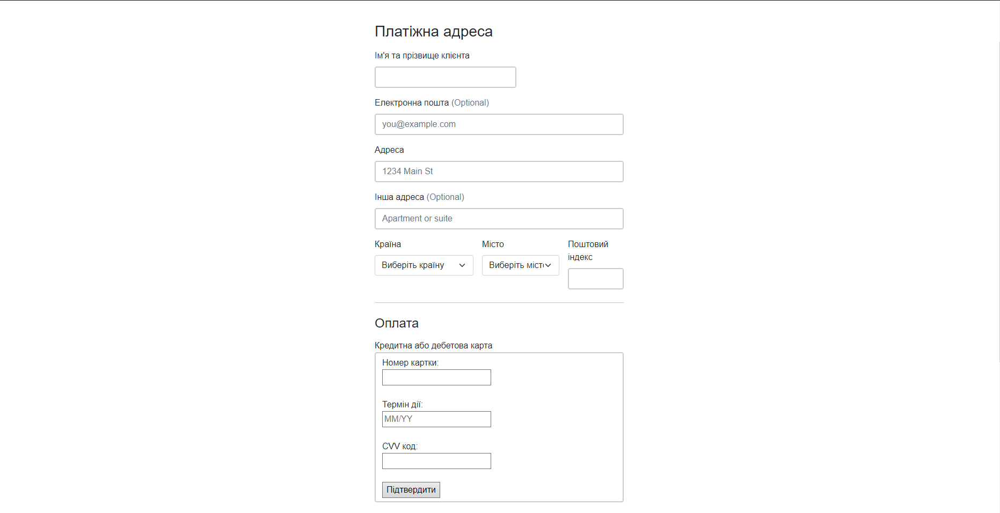 Платіжна адреса
Ім'я та прізвище клієнта
Електронна пошта (Optional)
you@example.com
Адреса
1234 Main St
Інша адреса (Optional)
Apartment or suite
Країна
Місто
Поштовий
індекс
Виберіть країну
Виберіть міст
Оплата
Кредитна або дебетова карта
Номер картки:
Термін дії:
MM/YY
CVV код:
Підтвердити